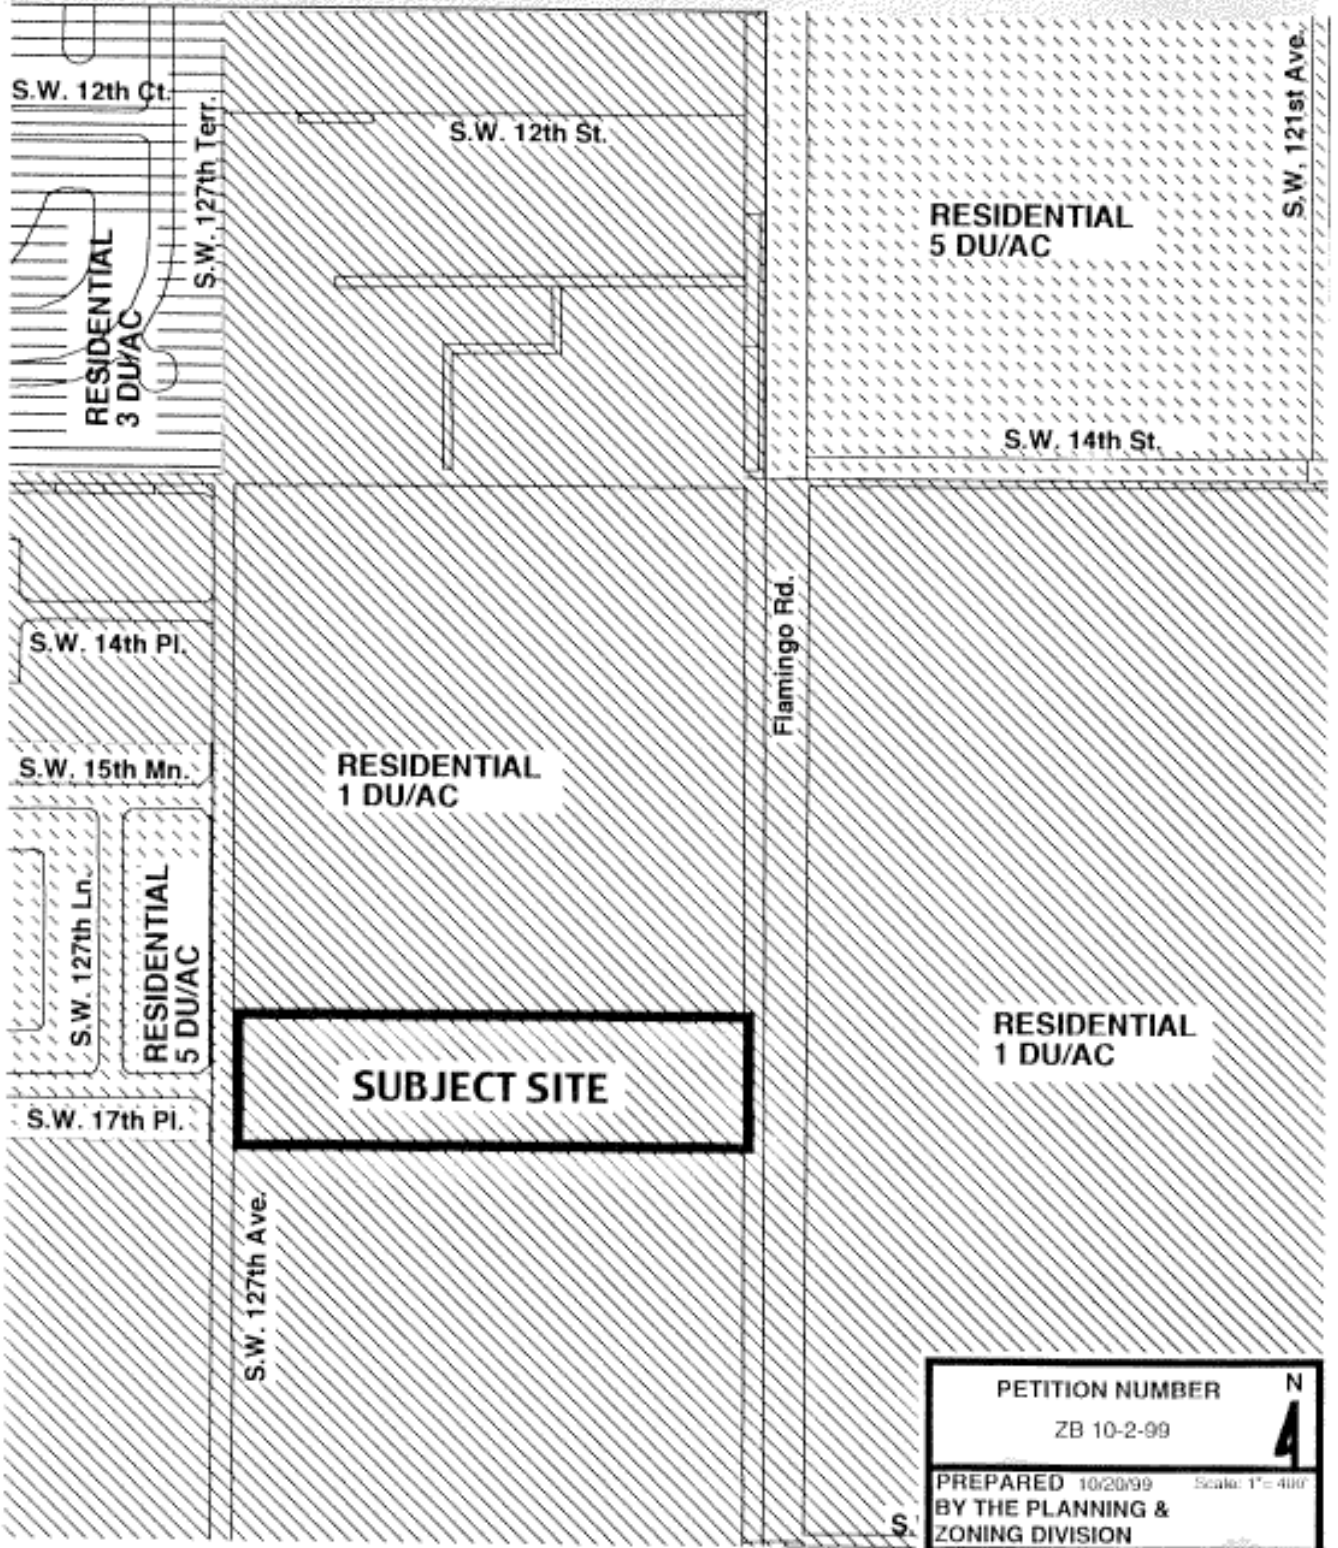 S.W. 12th Ct.
S.W. 127th Terr.
S.W. 12th St.
S.W. 121st Ave.
RESIDENTIAL
5 DU/AC
RESIDENTIAL
3 DU/AC
S.W. 14th St.
S.W. 14th Pl.
Flamingo Rd.
S.W. 15th Mn.
RESIDENTIAL
1 DU/AC
S.W. 127th Ln.
RESIDENTIAL
5 DU/AC
RESIDENTIAL
1 DU/AC
SUBJECT SITE
S.W. 17th Pl.
S.W. 127th Ave.
PETITION NUMBER
N
ZB 10-2-99
PREPARED 10/20/99 Scale: 1"= 400'
BY THE PLANNING &
ZONING DIVISION
S.